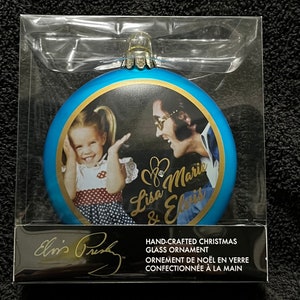 Lisa Marie
& Elvis
Elvis Presley
HAND-CRAFTED CHRISTMAS
GLASS ORNAMENT
ORNEMENT DE NOËL EN VERRE
CONFECTIONNÉE À LA MAIN